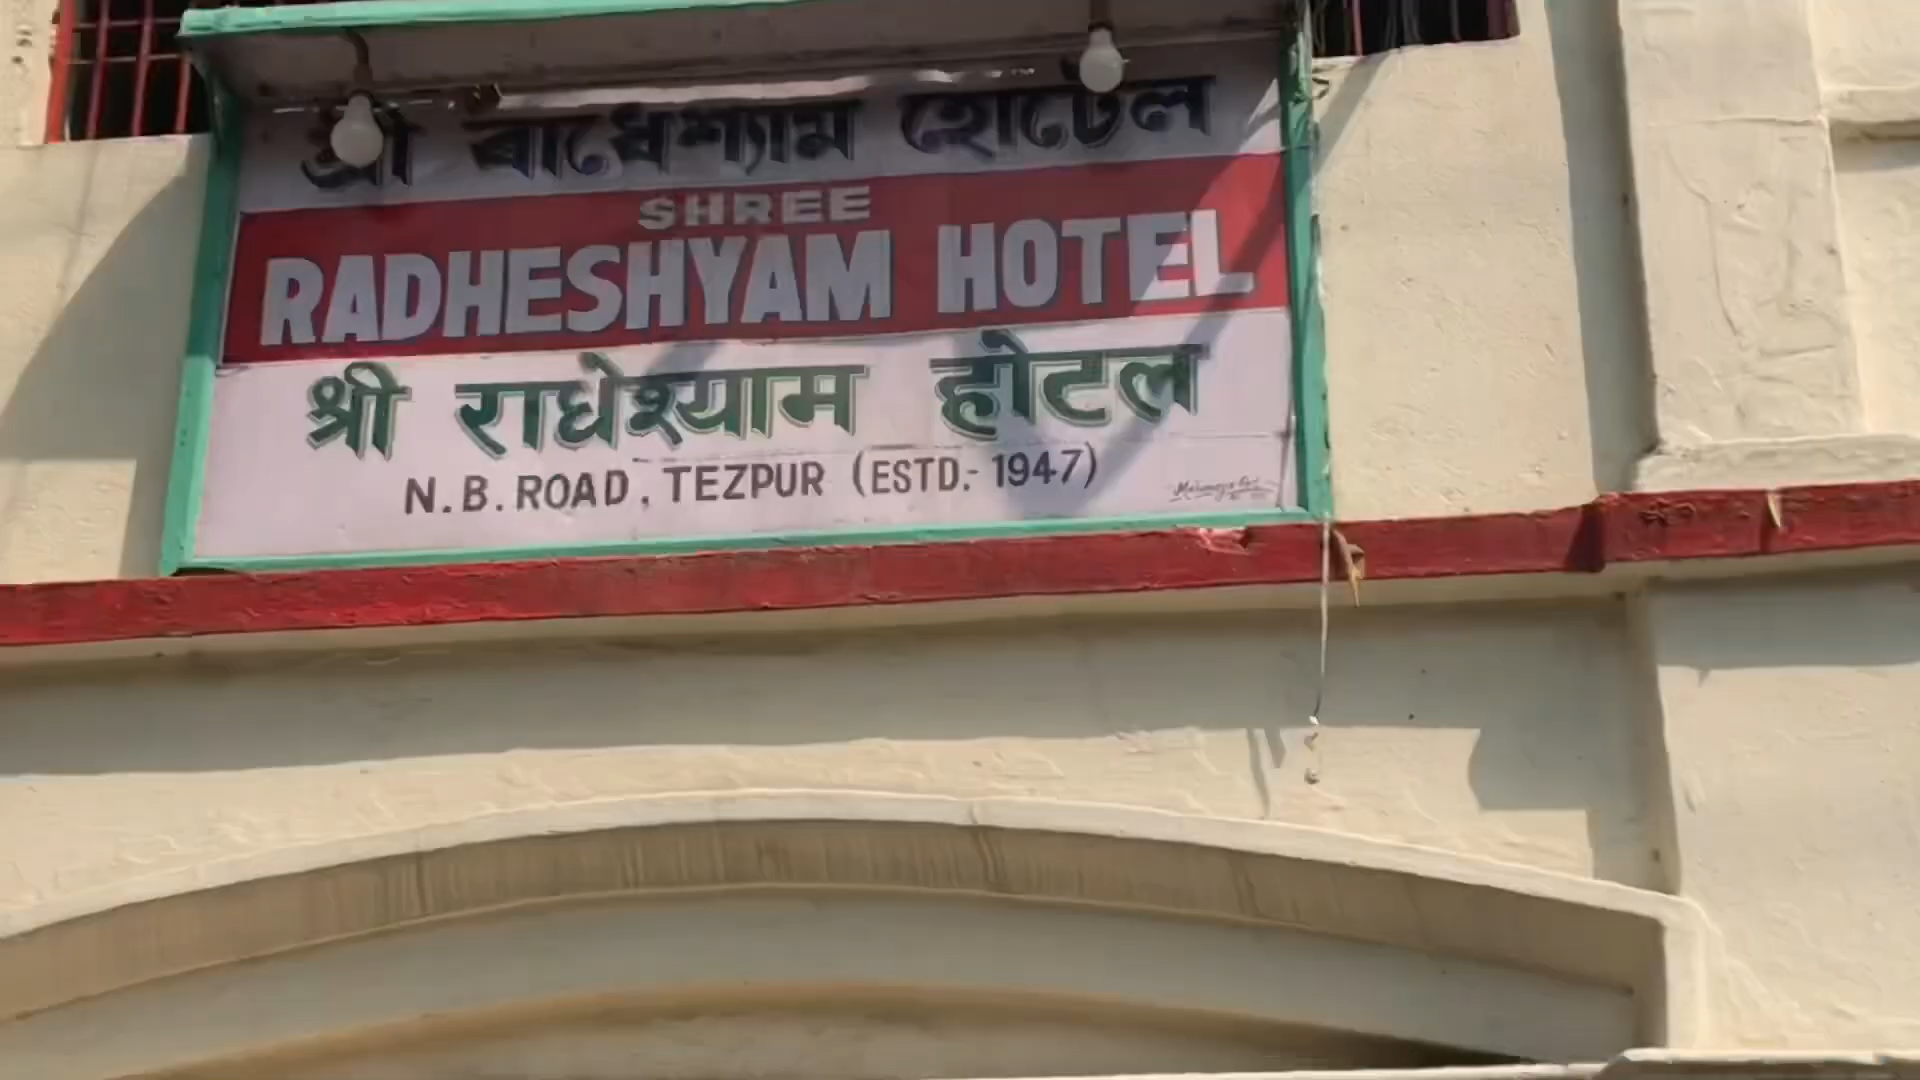 श्री ৰাধেশ্যাম হোটেল
SHREE
RADHESHYAM HOTEL
श्री राधेश्याम होटल
N.B. ROAD, TEZPUR (ESTD.- 1947)